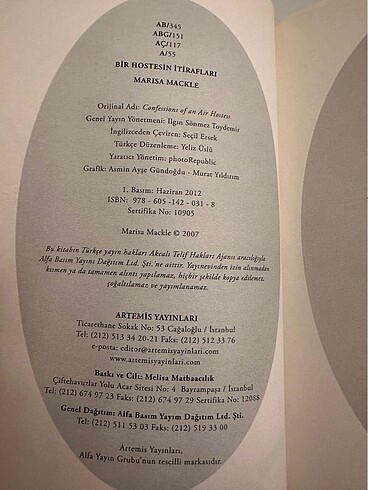 AB/345
ABG/151
AÇ/117
A/55
BİR HOSTESİN İTİRAFLARI
MARISA MACKLE
Orijinal Adı: Confessions of an Air Hostess
Genel Yayın Yönetmeni: Ilgın Sönmez Toydemir
İngilizceden Çeviren: Seçil Ersek
Türkçe Düzenleme: Yeliz Üslü
Yaratıcı Yönetim: photoRepublic
Grafik: Asmin Ayşe Gündoğdu - Murat Yıldırım
1. Basım: Haziran 2012
ISBN: 978 - 605 -142 - 031 - 8
Sertifika No: 10905
Marisa Mackle © 2007
Bu kitabın Türkçe yayın hakları Akcalı Telif Hakları Ajansı aracılığıyla
Alfa Basım Yayım Dağıtım Ltd. Şti.'ne aittir. Yayınevinden izin alınmadan
kısmen ya da tamamen alıntı yapılamaz, hiçbir şekilde kopya edilemez,
çoğaltılamaz ve yayımlanamaz.
ARTEMİS YAYINLARI
Ticarethane Sokak No: 53 Cağaloğlu / İstanbul
Tel: (212) 513 34 20-21 Faks: (212) 512 33 76
e-posta: editor@artemisyayinlari.com
www.artemisyayinlari.com
Baskı ve Cilt: Melisa Matbaacılık
Çiftehavuzlar Yolu Acar Sitesi No: 4 Bayrampaşa / İstanbul
Tel: (212) 674 97 23 Faks: (212) 674 97 29 Sertifika No: 12088
Genel Dağıtım: Alfa Basım Yayım Dağıtım Ltd. Şti.
Tel: (212) 511 53 03 Faks: (212) 519 33 00
Artemis Yayınları,
Alfa Yayın Grubu'nun tescilli markasıdır.